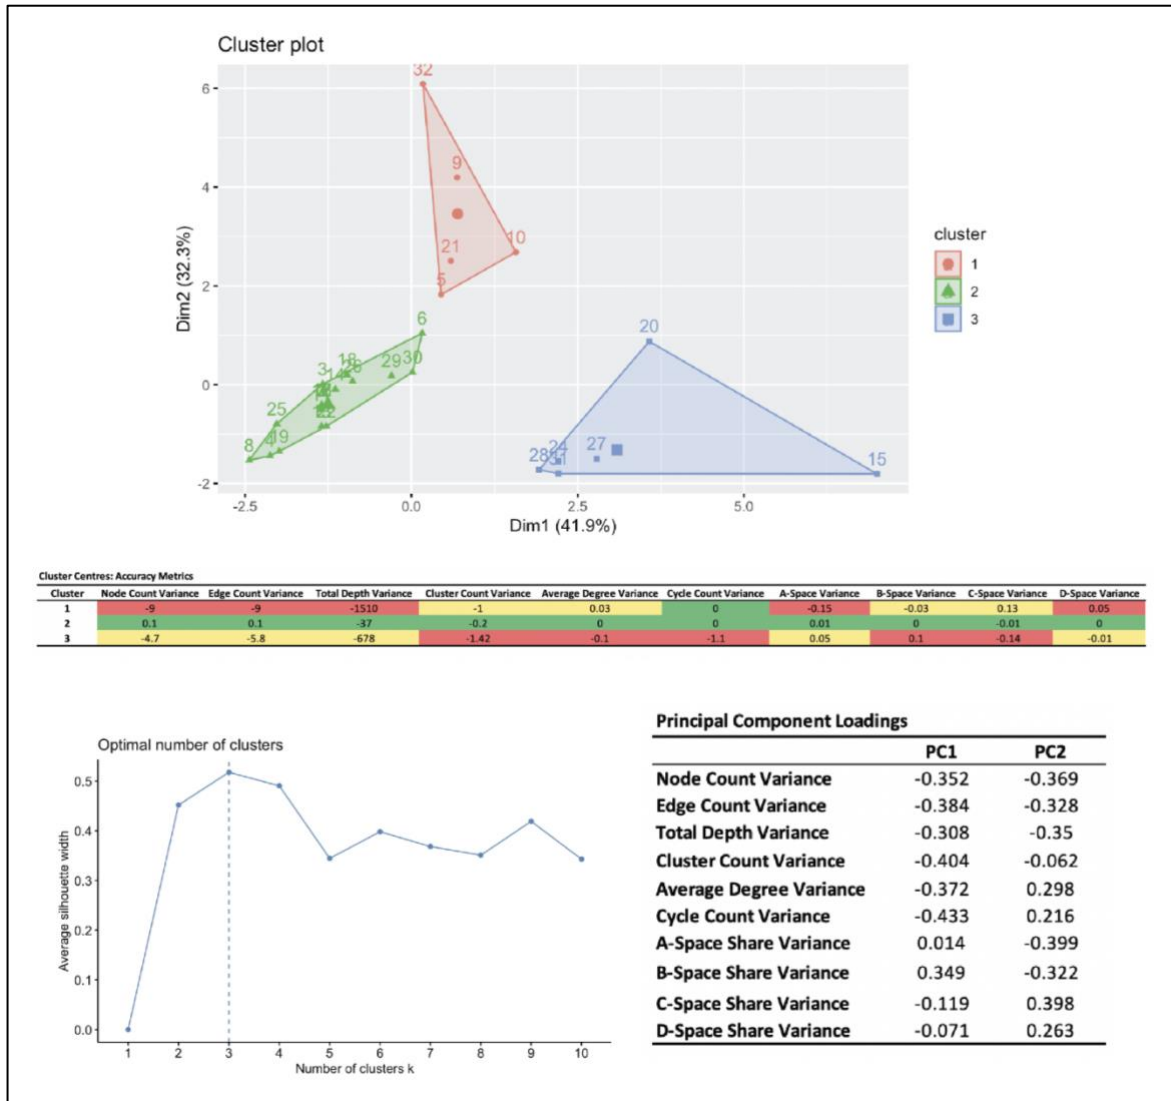 Cluster plot
32
6
9
4
21
10
5
2
6
20
0
3
18
26
29
30
25
8
4
19
24
28
31
27
15
-2
-2.5 0.0 2.5 5.0
Dim1 (41.9%)
Dim2 (32.3%)
cluster
1
2
3
Cluster Centres: Accuracy Metrics
Cluster Node Count Variance Edge Count Variance Total Depth Variance Cluster Count Variance Average Degree Variance Cycle Count Variance A-Space Variance B-Space Variance C-Space Variance D-Space Variance
1 -9 -9 -1510 -1 0.03 0 -0.15 -0.03 0.13 0.05
2 0.1 0.1 -37 -0.2 0 0 0.01 0 -0.01 0
3 -4.7 -5.8 -678 -1.42 -0.1 -1.1 0.05 0.1 -0.14 -0.01
Optimal number of clusters
0.5
0.4
0.3
0.2
0.1
0.0
Average silhouette width
1 2 3 4 5 6 7 8 9 10
Number of clusters k
Principal Component Loadings
PC1 PC2
Node Count Variance -0.352 -0.369
Edge Count Variance -0.384 -0.328
Total Depth Variance -0.308 -0.35
Cluster Count Variance -0.404 -0.062
Average Degree Variance -0.372 0.298
Cycle Count Variance -0.433 0.216
A-Space Share Variance 0.014 -0.399
B-Space Share Variance 0.349 -0.322
C-Space Share Variance -0.119 0.398
D-Space Share Variance -0.071 0.263